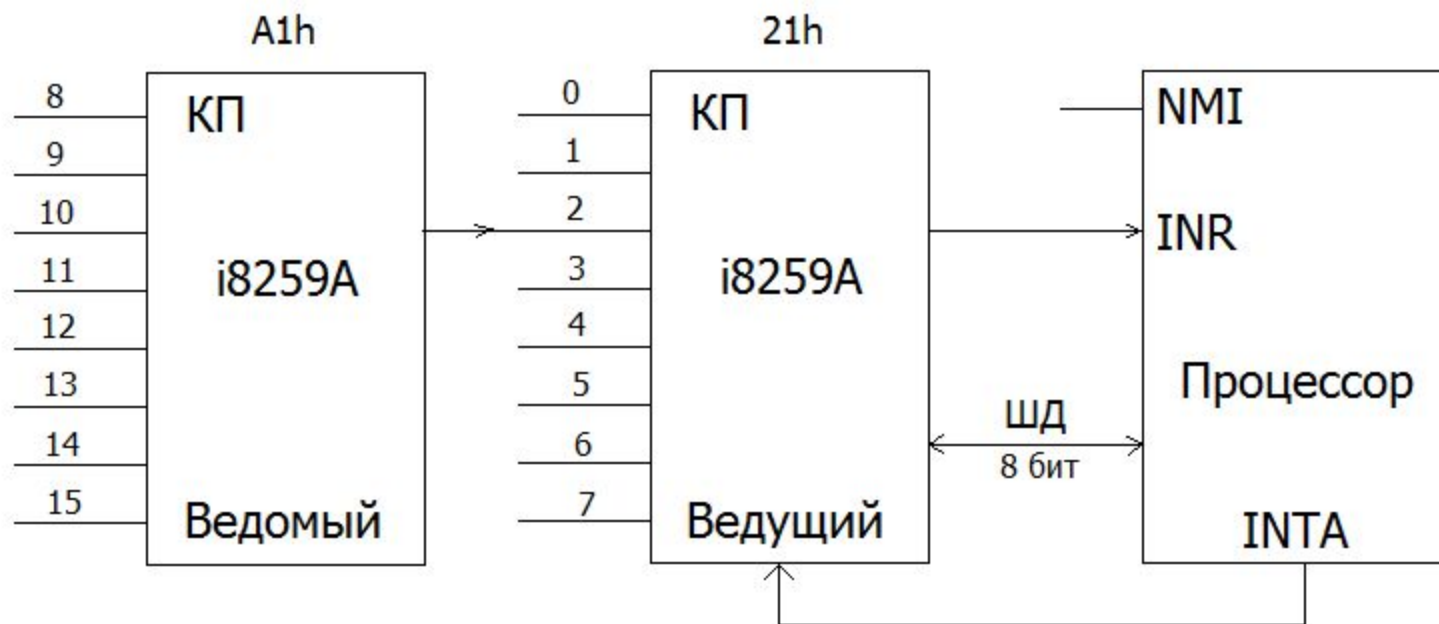 A1h
21h
8
9
10
11
12
13
14
15
КП
i8259A
Ведомый
0
1
2
3
4
5
6
7
КП
i8259A
Ведущий
ШД
8 бит
NMI
INR
Процессор
INTA